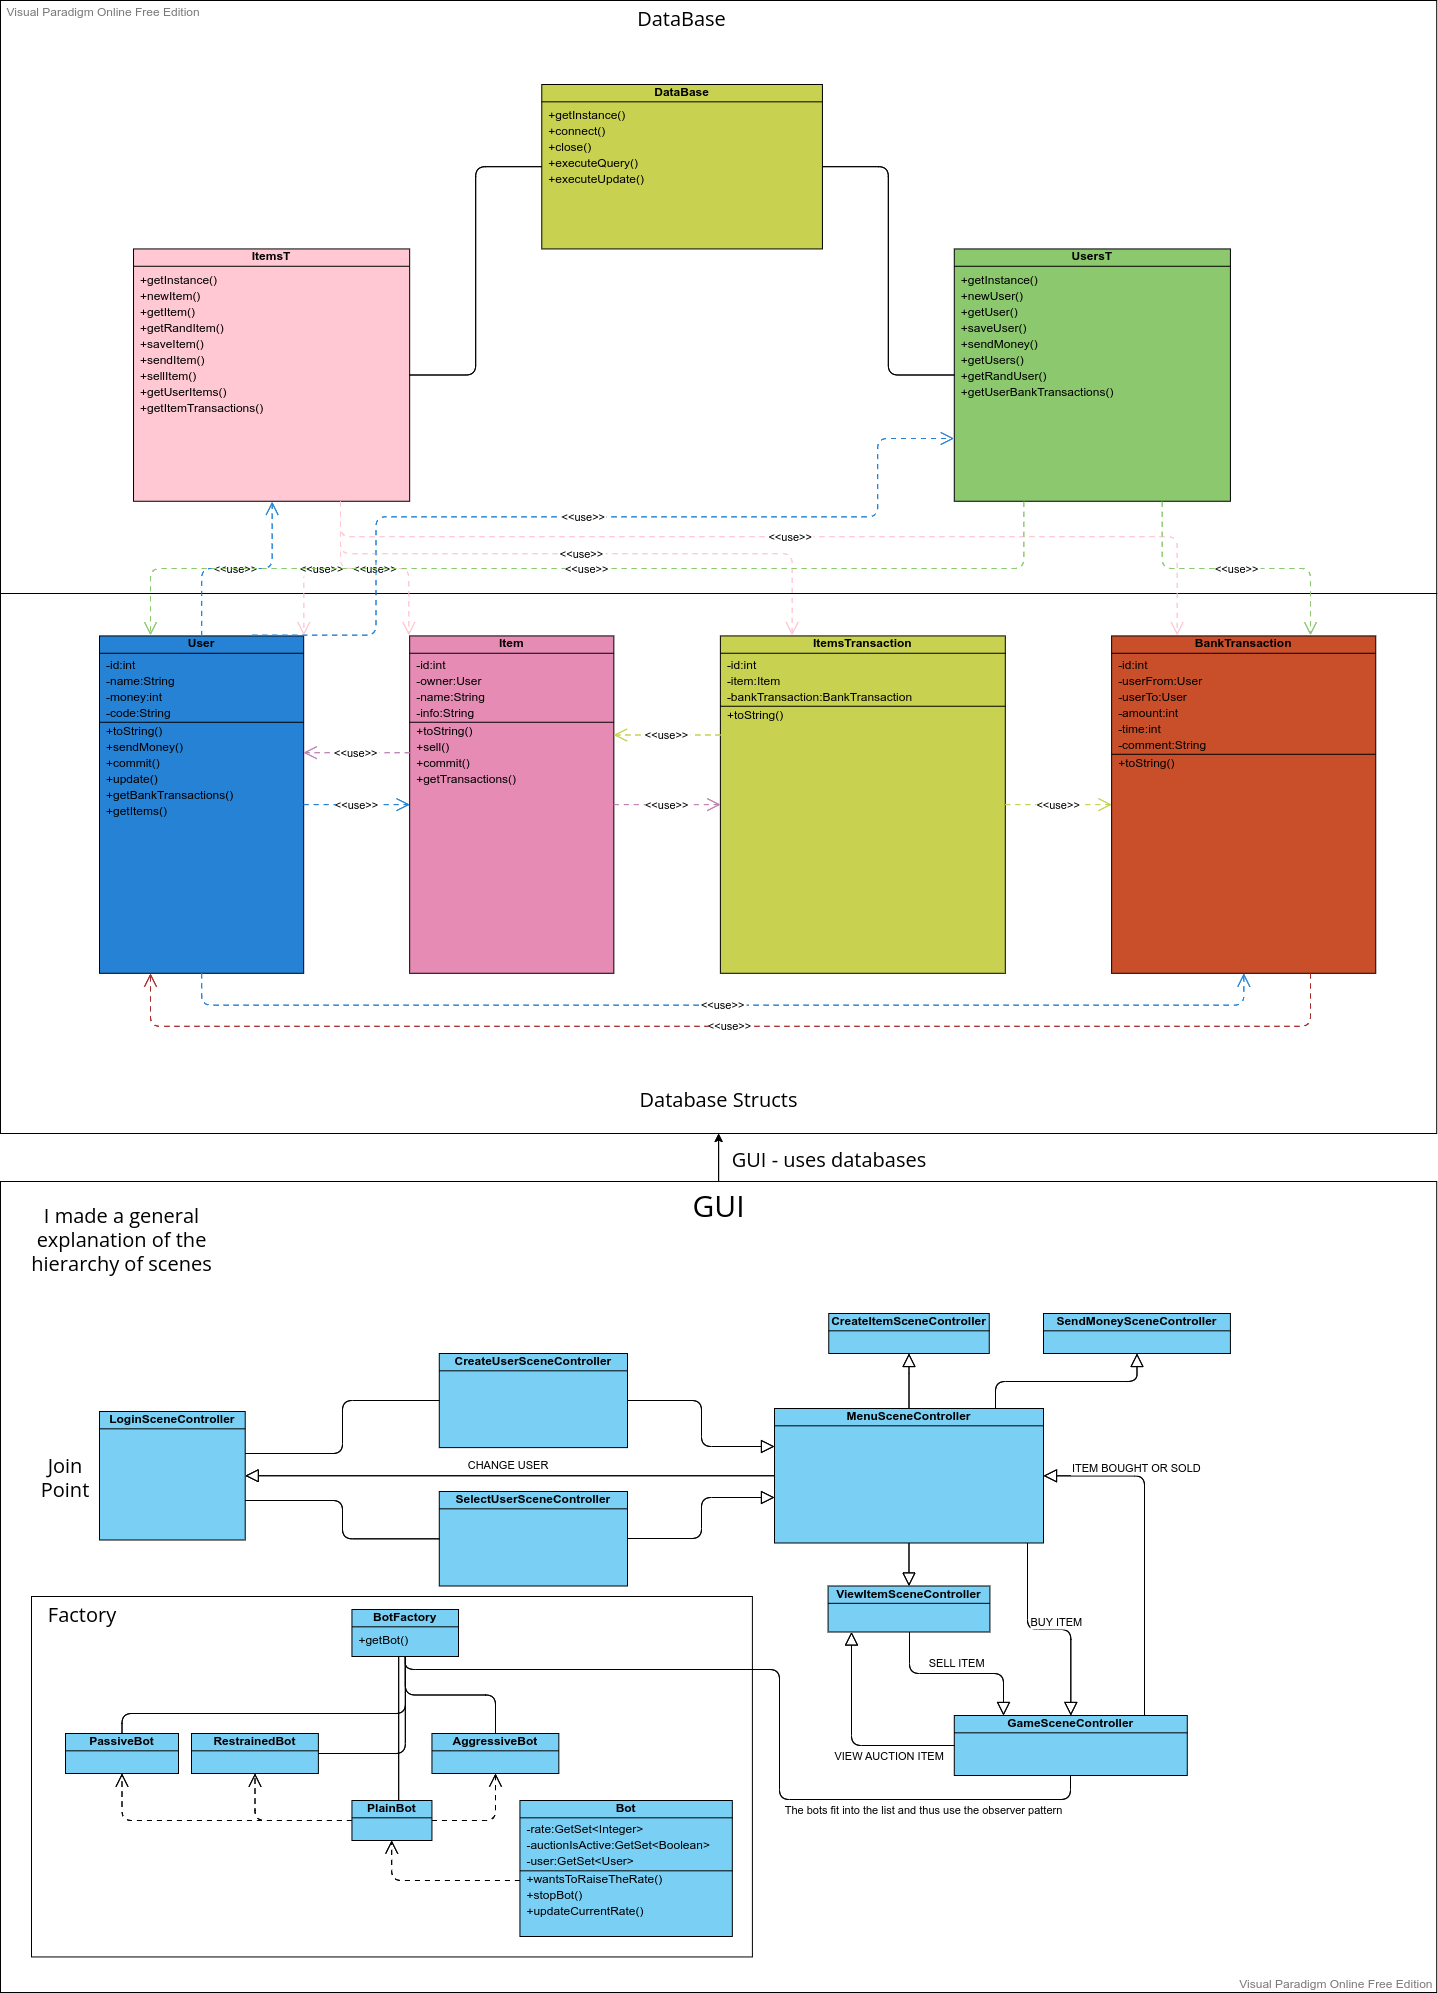 Visual Paradigm Online Free Edition
DataBase
DataBase
+getInstance()
+connect()
+close()
+executeQuery()
+executeUpdate()
ItemsT
+getInstance()
+newItem()
+getItem()
+getRandItem()
+saveItem()
+sendItem()
+sellItem()
+getUserItems()
+getItemTransactions()
UsersT
+getInstance()
+newUser()
+getUser()
+saveUser()
+sendMoney()
+getUsers()
+getRandUser()
+getUserBankTransactions()
<<use>>
<<use>>
<<use>>
<<use>>
<<use>>
<<use>>
<<use>>
<<use>>
User
-id:int
-name:String
-money:int
-code:String
+toString()
+sendMoney()
+commit()
+update()
+getBankTransactions()
+getItems()
<<use>>
<<use>>
Item
-id:int
-owner:User
-name:String
-info:String
+toString()
+sell()
+commit()
+getTransactions()
<<use>>
<<use>>
ItemsTransaction
-id:int
-item:Item
-bankTransaction:BankTransaction
+toString()
<<use>>
BankTransaction
-id:int
-userFrom:User
-userTo:User
-amount:int
-time:int
-comment:String
+toString()
<<use>>
<<use>>
Database Structs
GUI - uses databases
GUI
I made a general
explanation of the
hierarchy of scenes
CreateItemSceneController
SendMoneySceneController
CreateUserSceneController
LoginSceneController
MenuSceneController
Join
Point
CHANGE USER
ITEM BOUGHT OR SOLD
SelectUserSceneController
ViewItemSceneController
BUY ITEM
SELL ITEM
GameSceneController
VIEW AUCTION ITEM
The bots fit into the list and thus use the observer pattern
Factory
BotFactory
+getBot()
PassiveBot
RestrainedBot
AggressiveBot
PlainBot
Bot
-rate:GetSet<Integer>
-auctionIsActive:GetSet<Boolean>
-user:GetSet<User>
+wantsToRaiseTheRate()
+stopBot()
+updateCurrentRate()
Visual Paradigm Online Free Edition